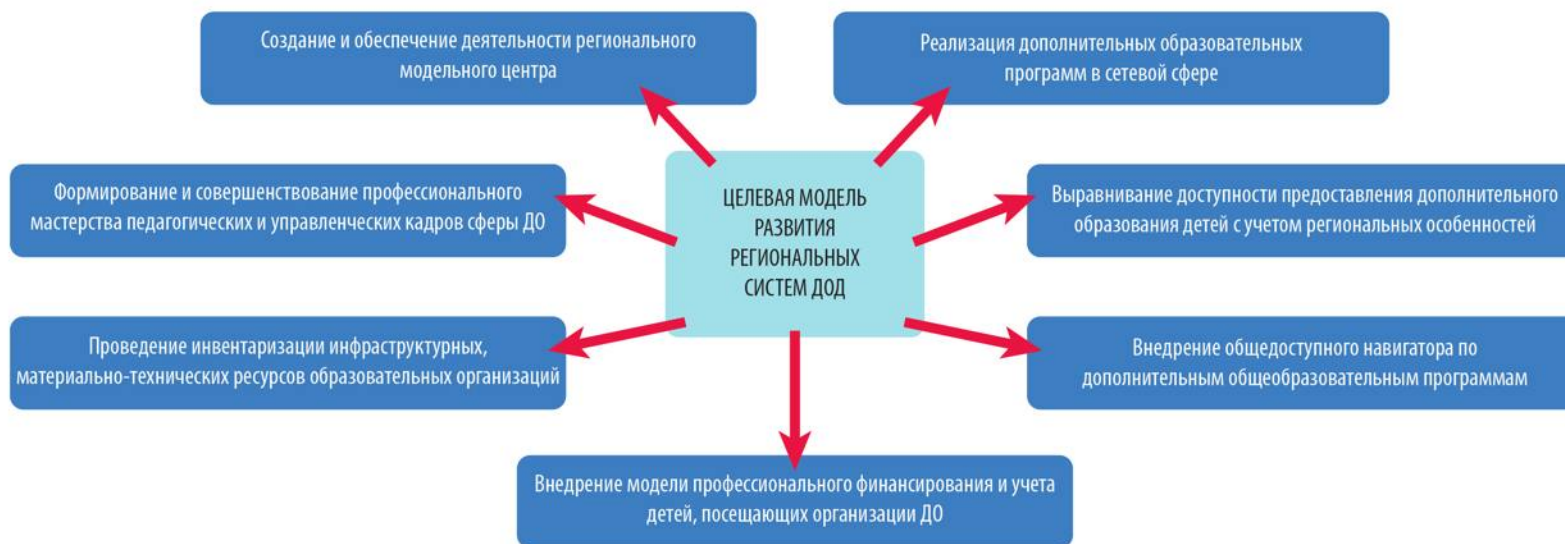 Создание и обеспечение деятельности регионального
модельного центра
Реализация дополнительных образовательных
программ в сетевой сфере
Формирование и совершенствование профессионального
мастерства педагогических и управленческих кадров сферы ДО
ЦЕЛЕВАЯ МОДЕЛЬ
РАЗВИТИЯ
РЕГИОНАЛЬНЫХ
СИСТЕМ ДОД
Выравнивание доступности предоставления дополнительного
образования детей с учетом региональных особенностей
Проведение инвентаризации инфраструктурных,
материально-технических ресурсов образовательных организаций
Внедрение общедоступного навигатора по
дополнительным общеобразовательным программам
Внедрение модели профессионального финансирования и учета
детей, посещающих организации ДО